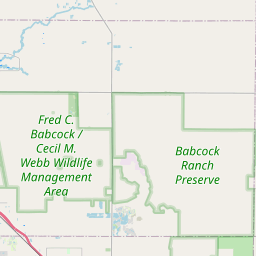 Fred C.
Babcock /
Cecil M.
Webb Wildlife
Management
Area
Babcock
Ranch
Preserve